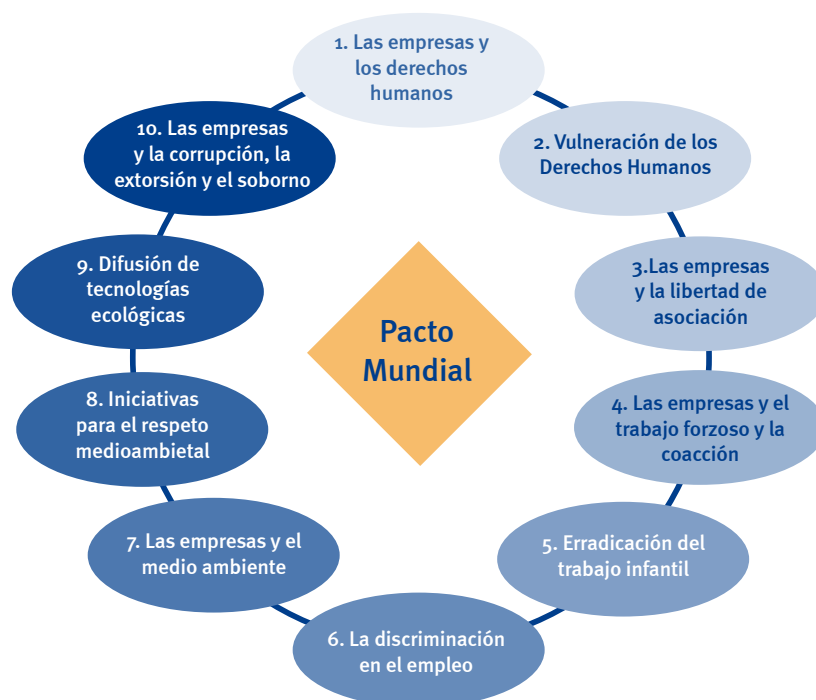 1. Las empresas y
los derechos
humanos
2. Vulneración de los
Derechos Humanos
3.Las empresas
y la libertad de
asociación
4. Las empresas y el
trabajo forzoso y la
coacción
5. Erradicación del
trabajo infantil
6. La discriminación
en el empleo
7. Las empresas y el
medio ambiente
8. Iniciativas
para el respeto
medioambietal
9. Difusión de
tecnologías
ecológicas
10. Las empresas
y la corrupción, la
extorsión y el soborno
Pacto
Mundial